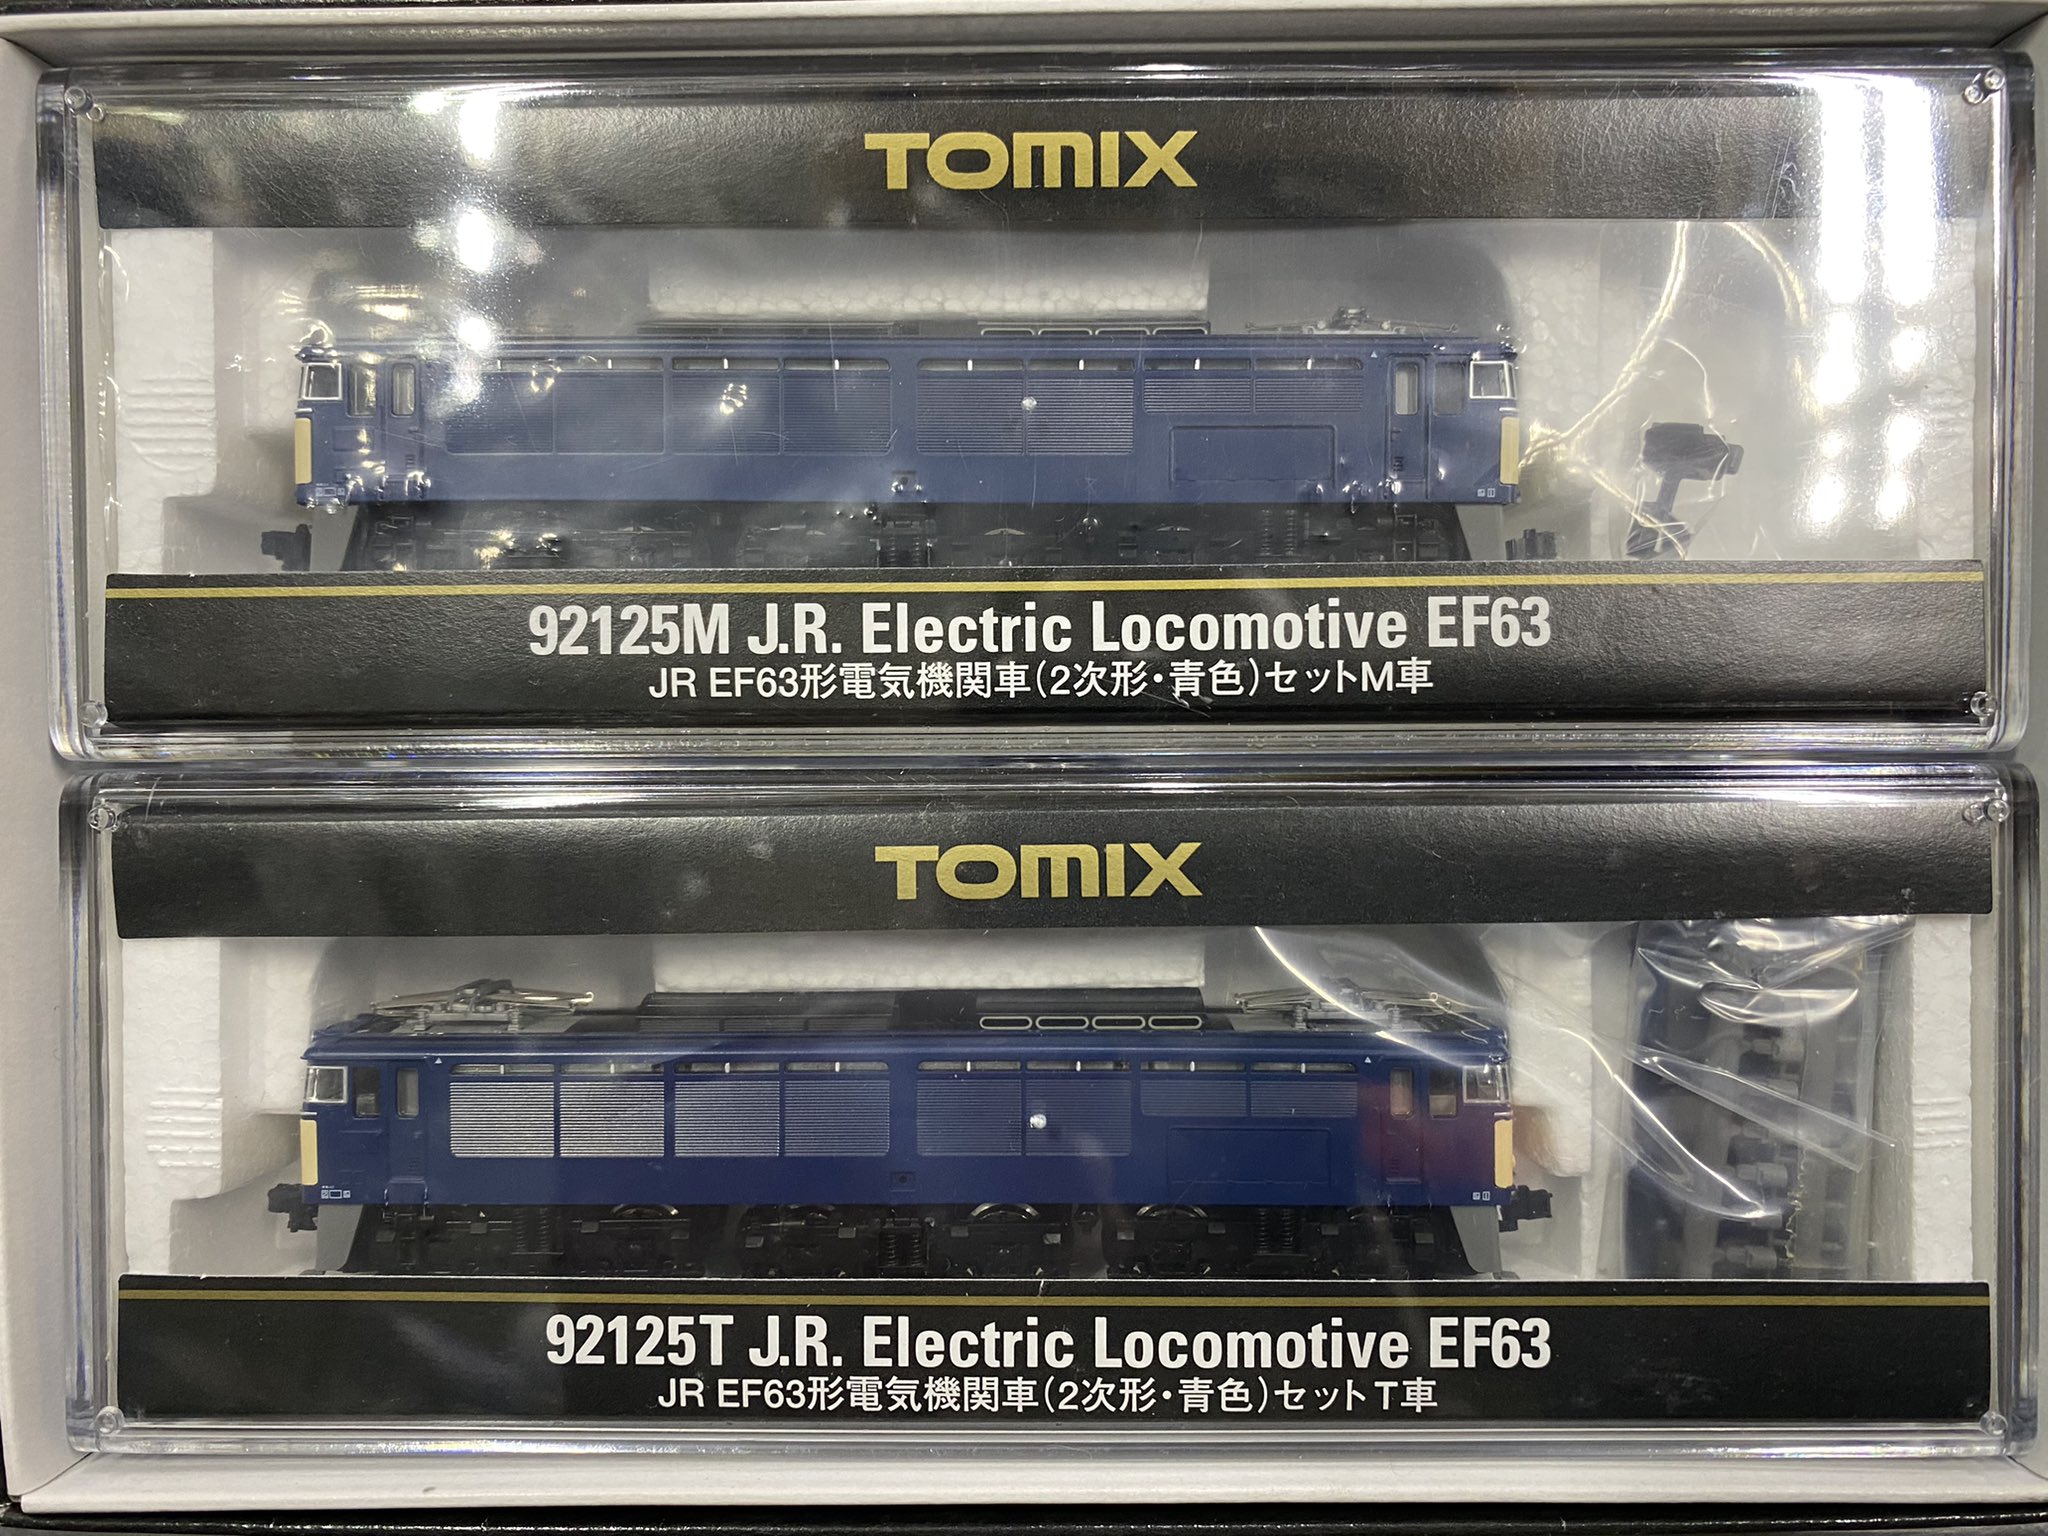 TOMIX
92125M J.R. Electric Locomotive EF63
JR EF63形電気機関車(2次形・青色)セットM車
TOMIX
92125T J.R. Electric Locomotive EF63
JR EF63形電気機関車(2次形・青色)セットT車